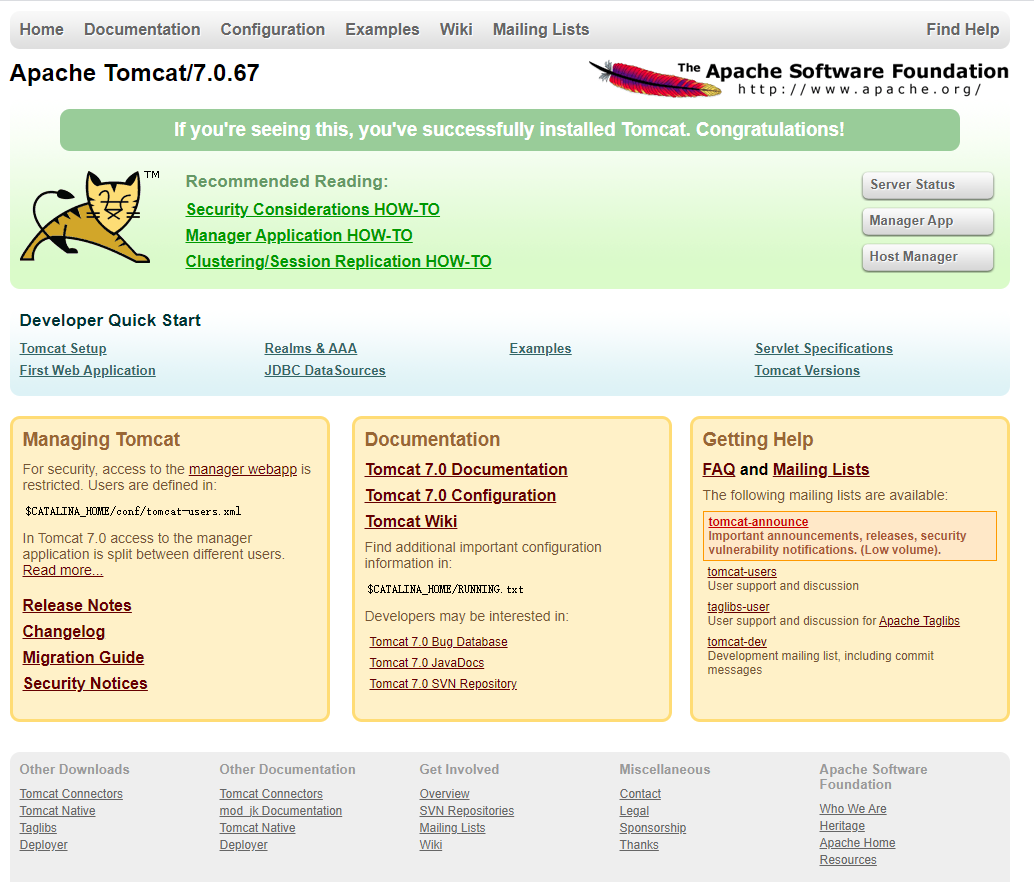 Home Documentation Configuration Examples Wiki Mailing Lists Find Help
Apache Tomcat/7.0.67
The Apache Software Foundation
http://www.apache.org/
If you're seeing this, you've successfully installed Tomcat. Congratulations!
TM
Recommended Reading:
Security Considerations HOW-TO
Manager Application HOW-TO
Clustering/Session Replication HOW-TO
Server Status
Manager App
Host Manager
Developer Quick Start
Tomcat Setup
First Web Application
Realms & AAA
JDBC DataSources
Examples
Servlet Specifications
Tomcat Versions
Managing Tomcat
For security, access to the manager webapp is
restricted. Users are defined in:
$CATALINA_HOME/conf/tomcat-users.xml
In Tomcat 7.0 access to the manager
application is split between different users.
Read more...
Release Notes
Changelog
Migration Guide
Security Notices
Documentation
Tomcat 7.0 Documentation
Tomcat 7.0 Configuration
Tomcat Wiki
Find additional important configuration
information in:
$CATALINA_HOME/RUNNING.txt
Developers may be interested in:
Tomcat 7.0 Bug Database
Tomcat 7.0 JavaDocs
Tomcat 7.0 SVN Repository
Getting Help
FAQ and Mailing Lists
The following mailing lists are available:
tomcat-announce
Important announcements, releases, security
vulnerability notifications. (Low volume).
tomcat-users
User support and discussion
taglibs-user
User support and discussion for Apache Taglibs
tomcat-dev
Development mailing list, including commit
messages
Other Downloads
Tomcat Connectors
Tomcat Native
Taglibs
Deployer
Other Documentation
Tomcat Connectors
mod_jk Documentation
Tomcat Native
Deployer
Get Involved
Overview
SVN Repositories
Mailing Lists
Wiki
Miscellaneous
Contact
Legal
Sponsorship
Thanks
Apache Software
Foundation
Who We Are
Heritage
Apache Home
Resources